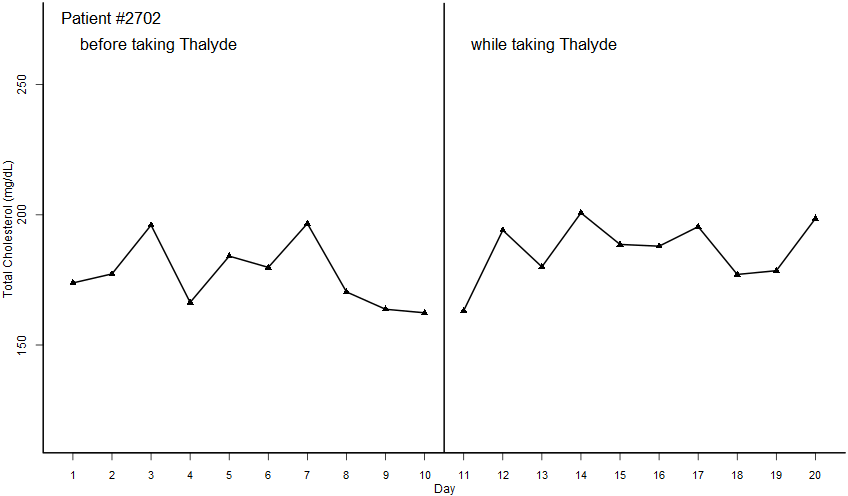 Patient #2702
before taking Thalyde
while taking Thalyde
Total Cholesterol (mg/dL)
250
200
150
1 2 3 4 5 6 7 8 9 10 11 12 13 14 15 16 17 18 19 20
Day